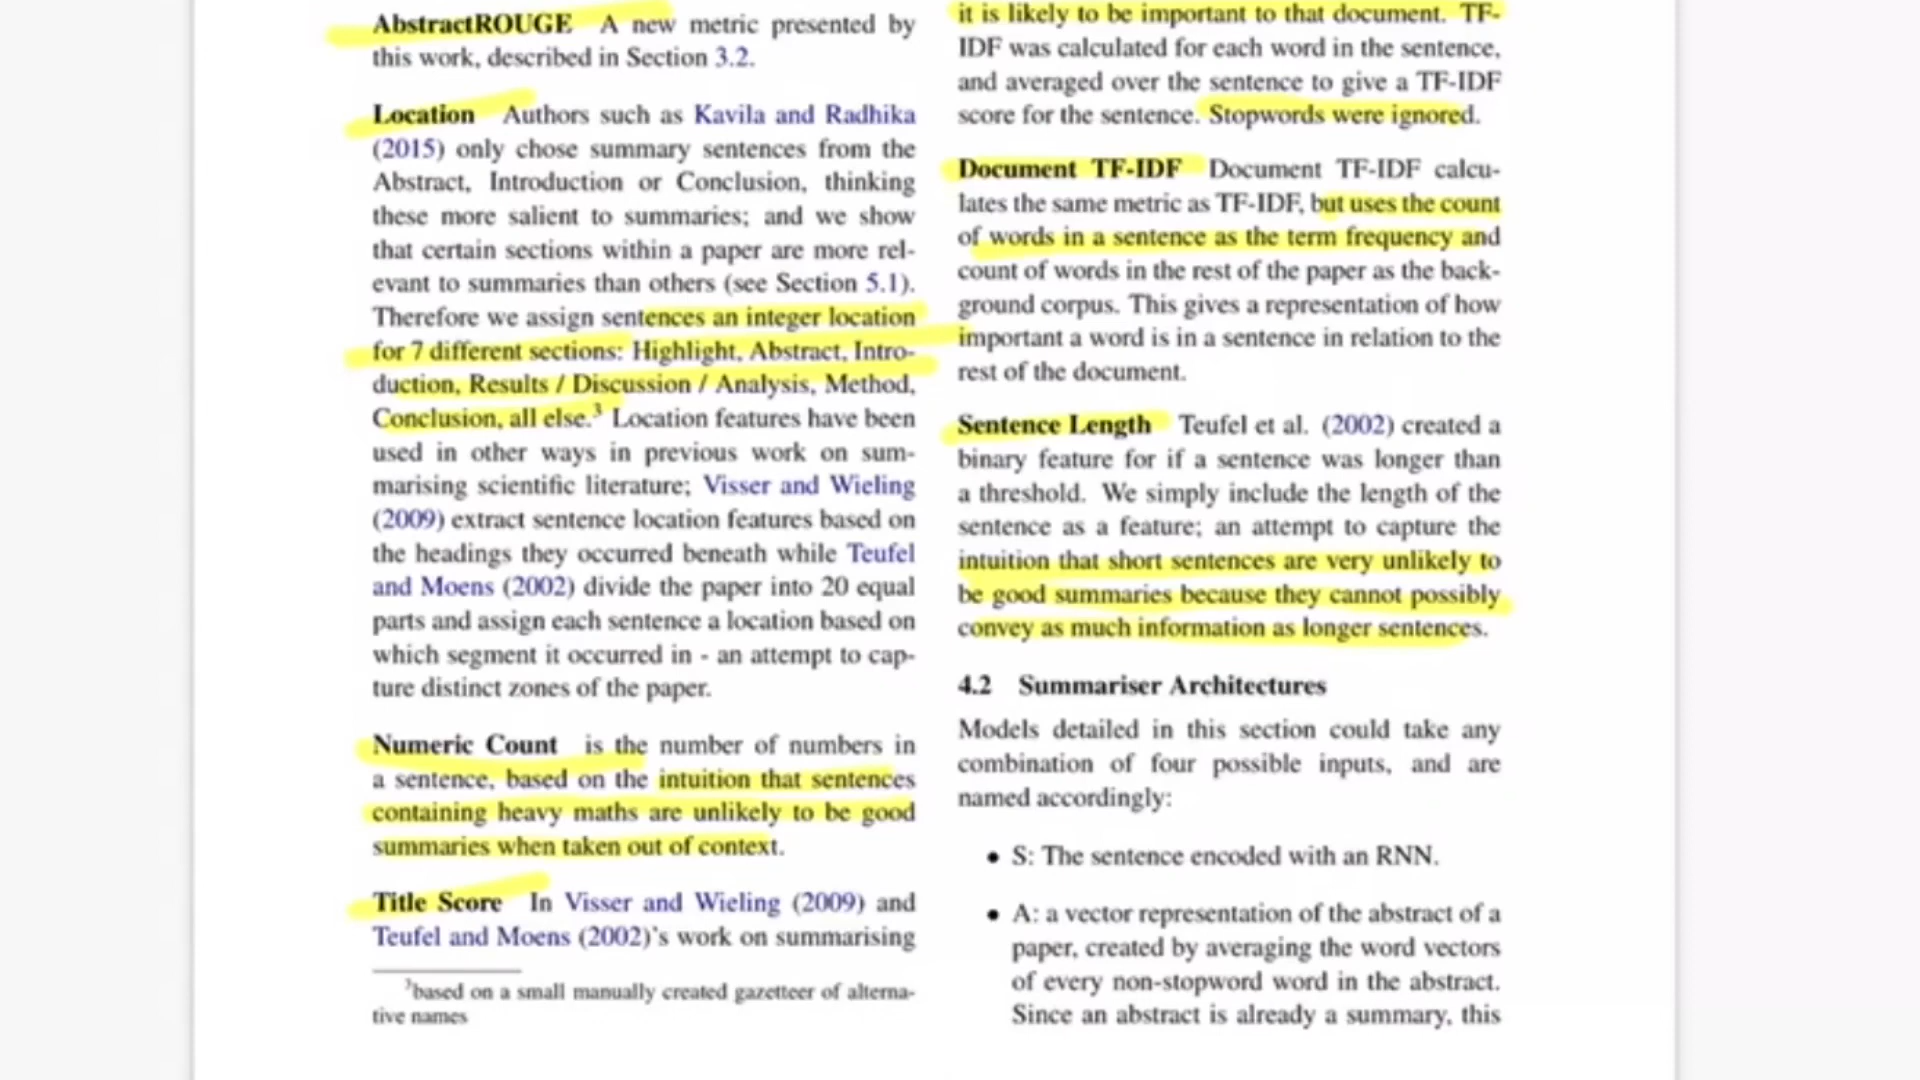 AbstractROUGE A new metric presented by
this work, described in Section 3.2.
Location Authors such as Kavila and Radhika
(2015) only chose summary sentences from the
Abstract, Introduction or Conclusion, thinking
these more salient to summaries; and we show
that certain sections within a paper are more rel-
evant to summaries than others (see Section 5.1).
Therefore we assign sentences an integer location
for 7 different sections: Highlight, Abstract, Intro-
duction, Results / Discussion / Analysis, Method,
Conclusion, all else.3 Location features have been
used in other ways in previous work on sum-
marising scientific literature; Visser and Wieling
(2009) extract sentence location features based on
the headings they occurred beneath while Teufel
and Moens (2002) divide the paper into 20 equal
parts and assign each sentence a location based on
which segment it occurred in - an attempt to cap-
ture distinct zones of the paper.
Numeric Count is the number of numbers in
a sentence, based on the intuition that sentences
containing heavy maths are unlikely to be good
summaries when taken out of context.
Title Score In Visser and Wieling (2009) and
Teufel and Moens (2002)'s work on summarising
3based on a small manually created gazetteer of alterna-
tive names
it is likely to be important to that document. TF-
IDF was calculated for each word in the sentence,
and averaged over the sentence to give a TF-IDF
score for the sentence. Stopwords were ignored.
Document TF-IDF Document TF-IDF calcu-
lates the same metric as TF-IDF, but uses the count
of words in a sentence as the term frequency and
count of words in the rest of the paper as the back-
ground corpus. This gives a representation of how
important a word is in a sentence in relation to the
rest of the document.
Sentence Length Teufel et al. (2002) created a
binary feature for if a sentence was longer than
a threshold. We simply include the length of the
sentence as a feature; an attempt to capture the
intuition that short sentences are very unlikely to
be good summaries because they cannot possibly
convey as much information as longer sentences.
4.2 Summariser Architectures
Models detailed in this section could take any
combination of four possible inputs, and are
named accordingly:
• S: The sentence encoded with an RNN.
• A: a vector representation of the abstract of a
paper, created by averaging the word vectors
of every non-stopword word in the abstract.
Since an abstract is already a summary, this